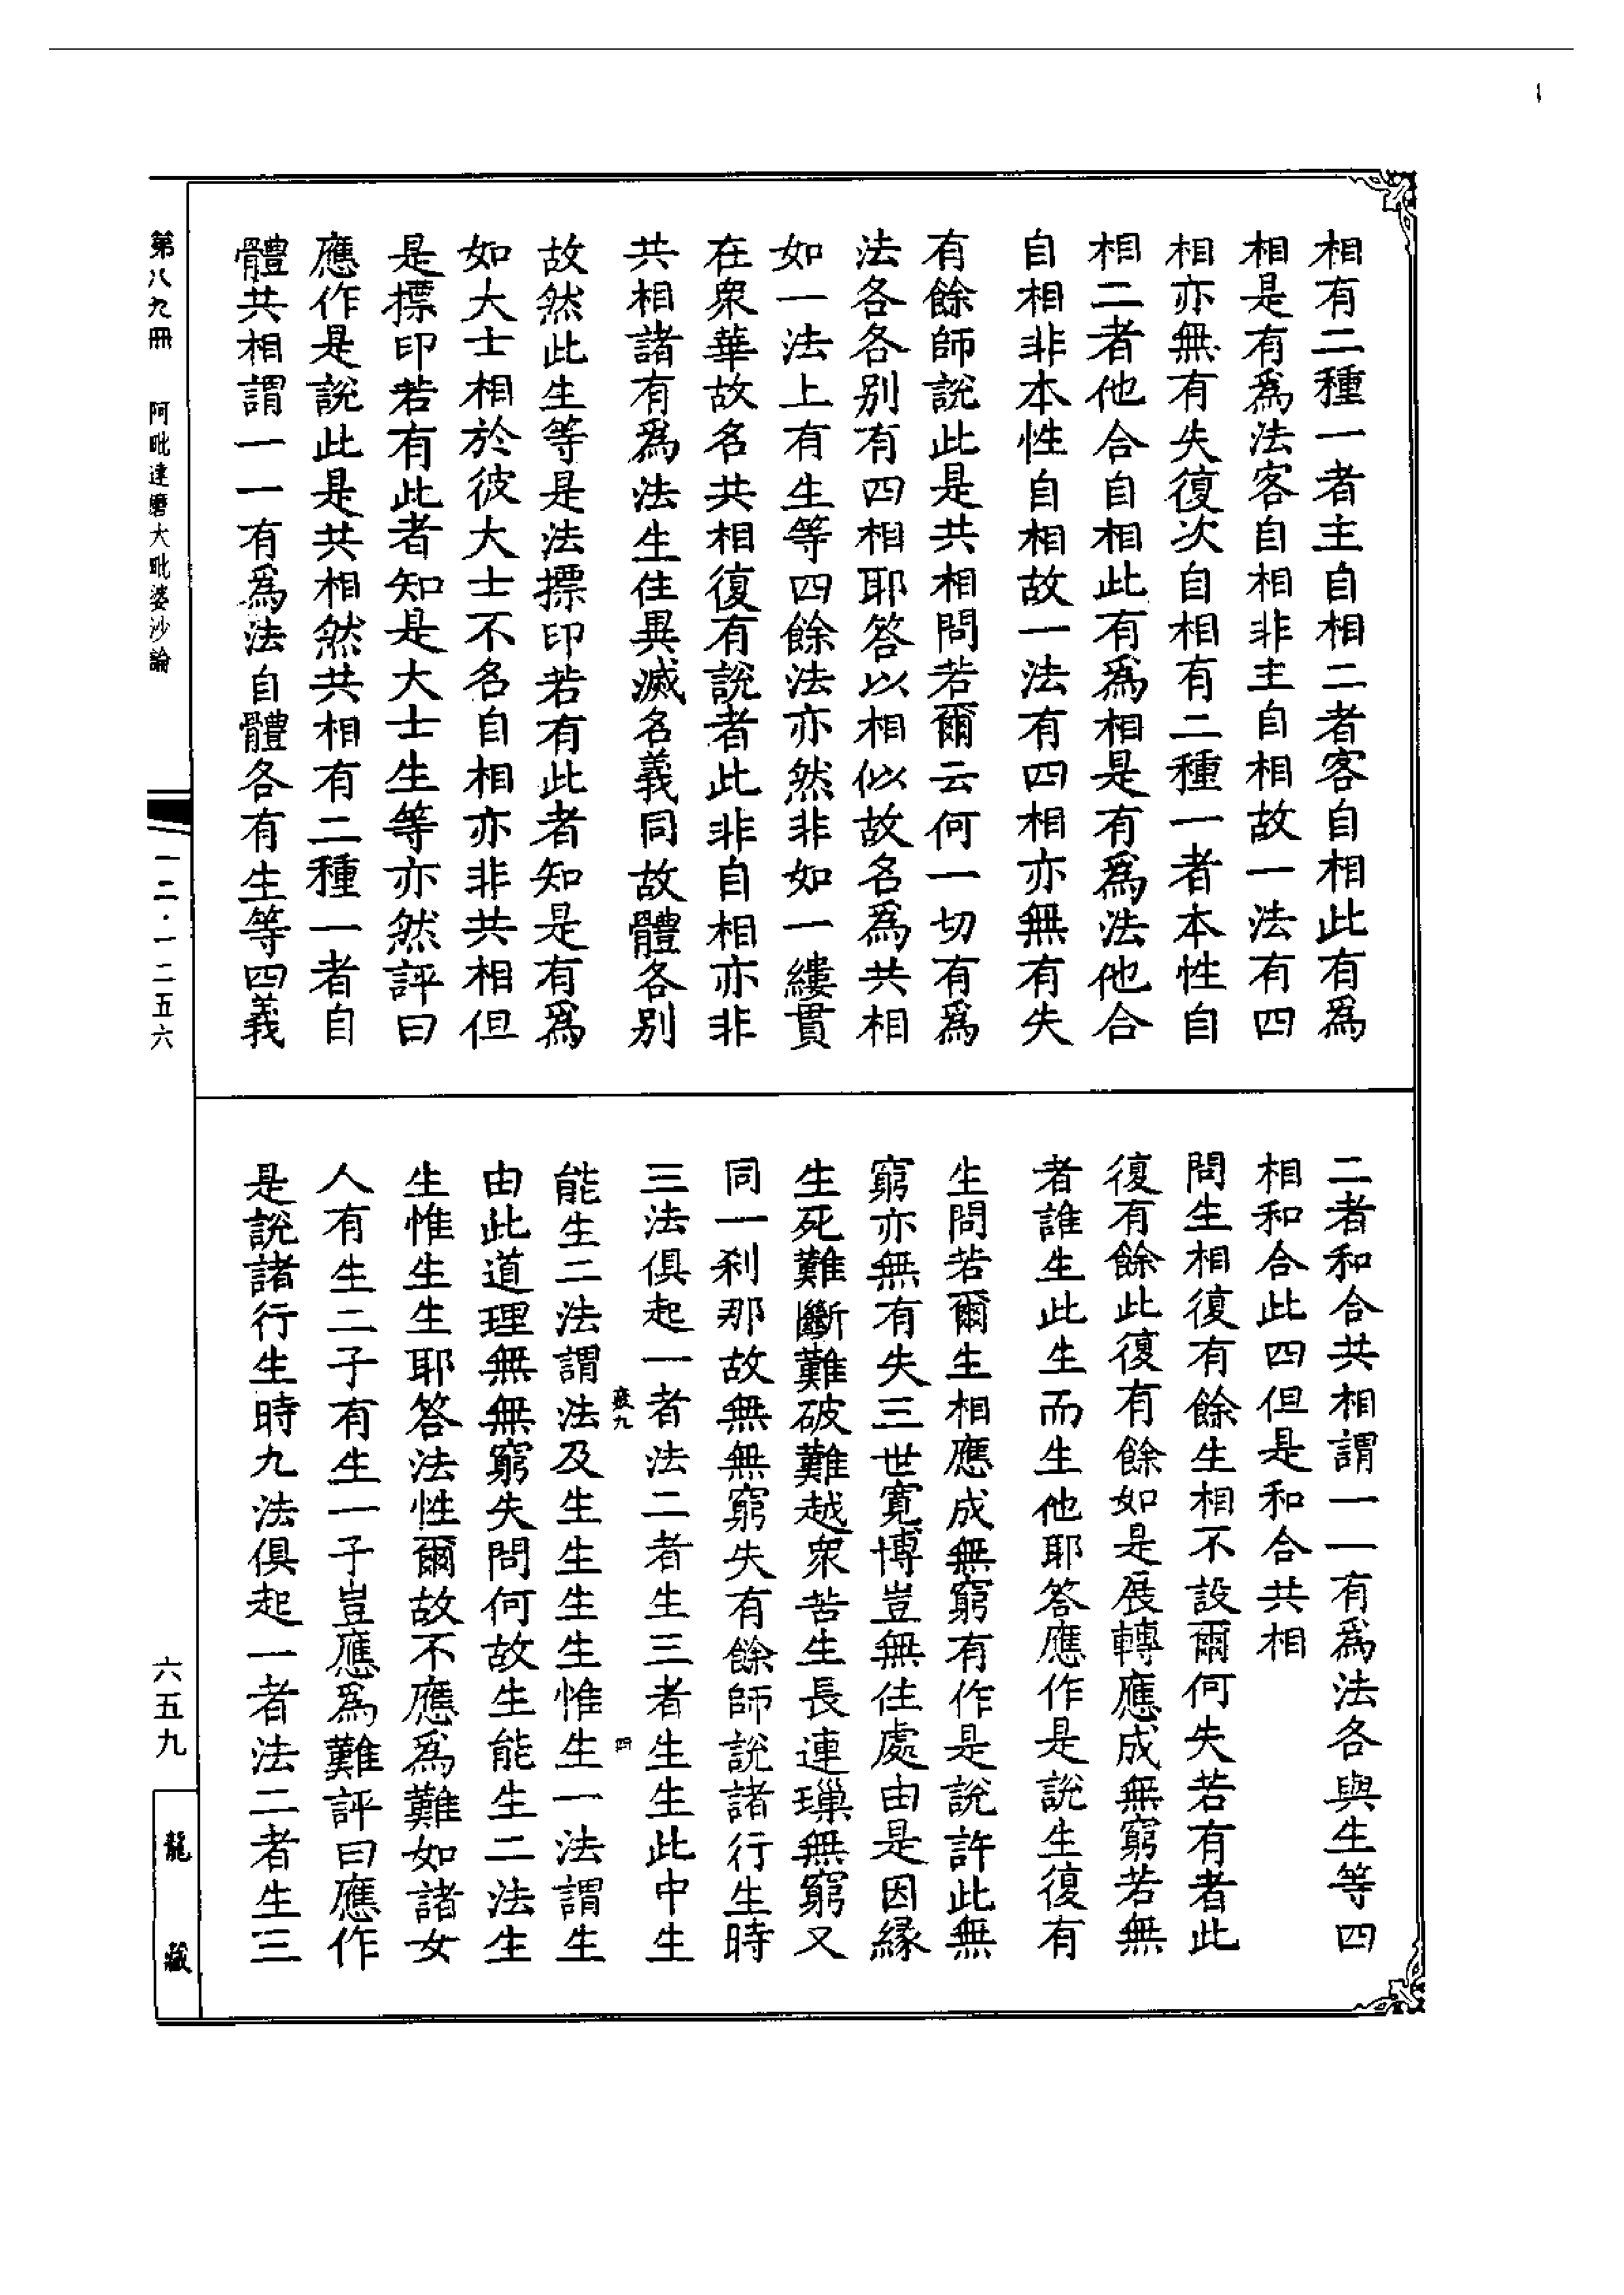 相有二種一者主自相二者客自相此有爲
相是有爲法客自相非主自相故一法有四
相亦無有失復次自相有二種一者本性自
相二者他合自相此有爲相是有爲法他合
自相非本性自相故一法有四相亦無有失
有餘師說此是共相問若爾云何一切有爲
法各各別有四相耶答以相似故名爲共相
如一法上有生等四餘法亦然非如一縷貫
在衆華故名共相復有說者此非自相亦非
共相諸有爲法生住異滅名義同故體各別
故然此生等是法摽印若有此者知是有爲
如大士相於彼大士不名自相亦非共相但
是摽印若有此者知是大士生等亦然評曰
應作是說此是共相然共相有二種一者自
體共相謂一一有爲法自體各有生等四義
二者和合共相謂一一有爲法各與生等四
相和合此四但是和合共相
問生相復有餘生相不設爾何失若有者此
復有餘此復有餘如是展轉應成無窮若無
者誰生此生而生他耶答應作是說生復有
生問若爾生相應成無窮有作是說許此無
窮亦無有失三世寬博豈無住處由是因緣
生死難斷難破難越衆苦生長連璅無窮又
同一刹那故無無窮失有餘師說諸行生時
三法俱起一者法二者生三者生生此中生
能生二法謂法及生生生生惟生一法謂生
由此道理無無窮失問何故生能生二法生
生惟生生耶答法性爾故不應爲難如諸女
人有生二子有生一子豈應爲難評曰應作
是說諸行生時九法俱起一者法二者生三
四
第八九冊 阿毗達磨大毗婆沙論
一二·一二五六
六五九
龍藏